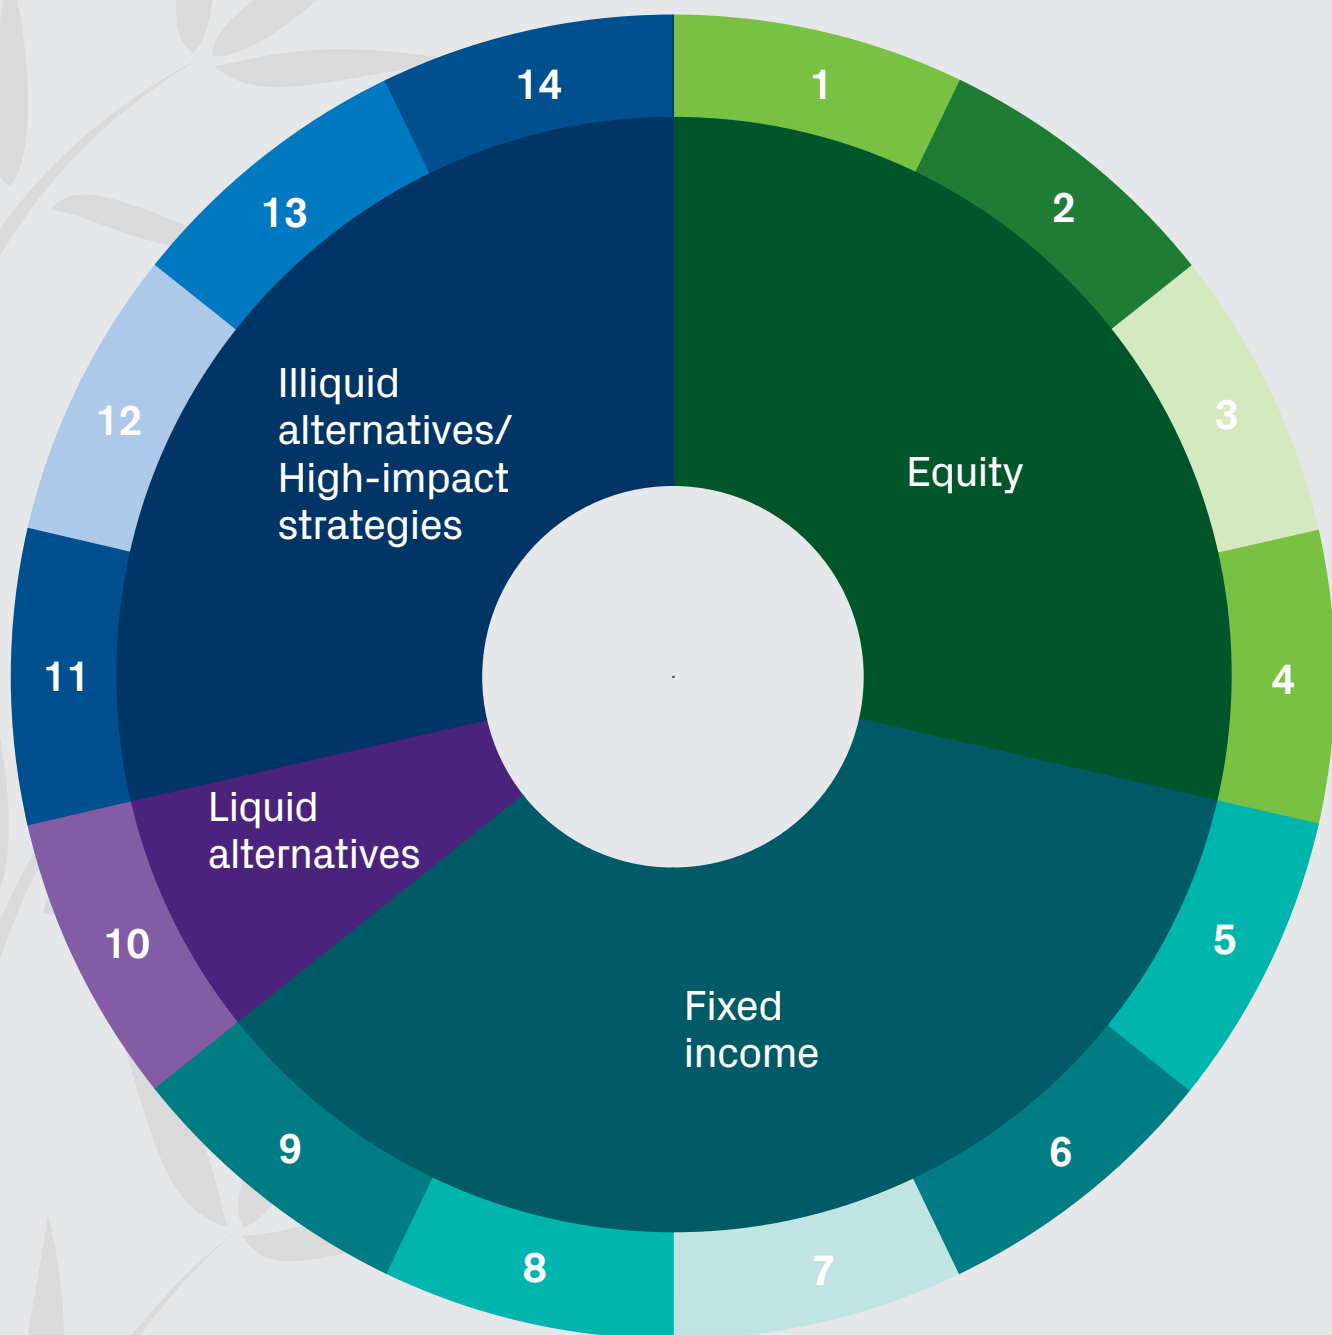 14
1
13
2
12
3
Illiquid
alternatives/
High-impact
strategies
Equity
11
4
Liquid
alternatives
10
5
Fixed
income
9
6
8
7